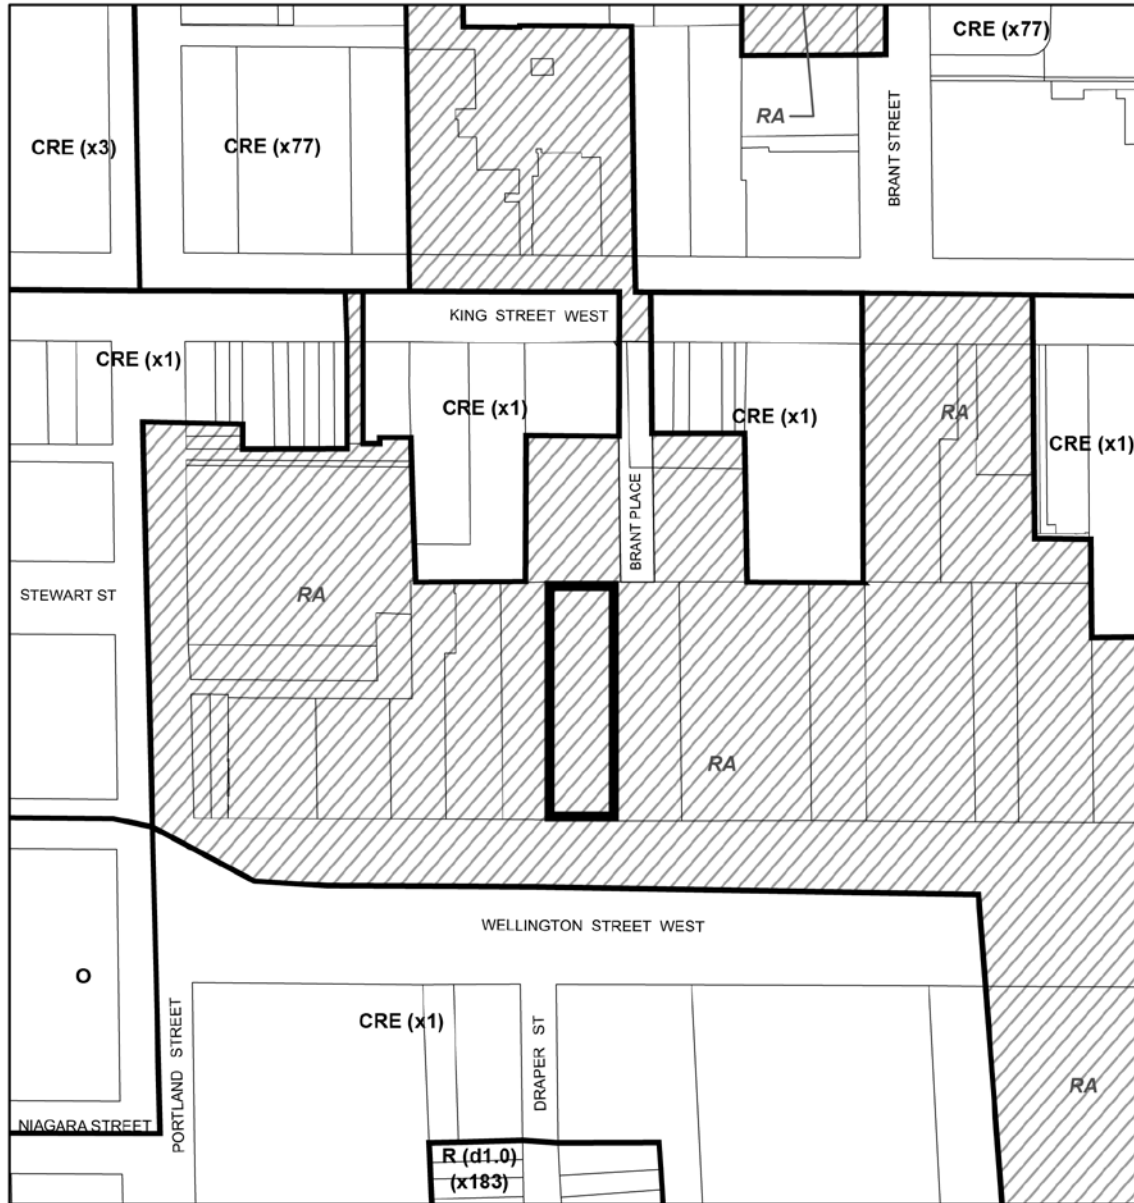 CRE (x77)
RA
CRE (x3)
CRE (x77)
BRANT STREET
KING STREET WEST
CRE (x1)
CRE (x1)
CRE (x1)
RA
CRE (x1)
BRANT PLACE
STEWART ST
RA
RA
WELLINGTON STREET WEST
O
CRE (x1)
PORTLAND STREET
DRAPER ST
RA
NIAGARA STREET
R (d1.0)
(x183)